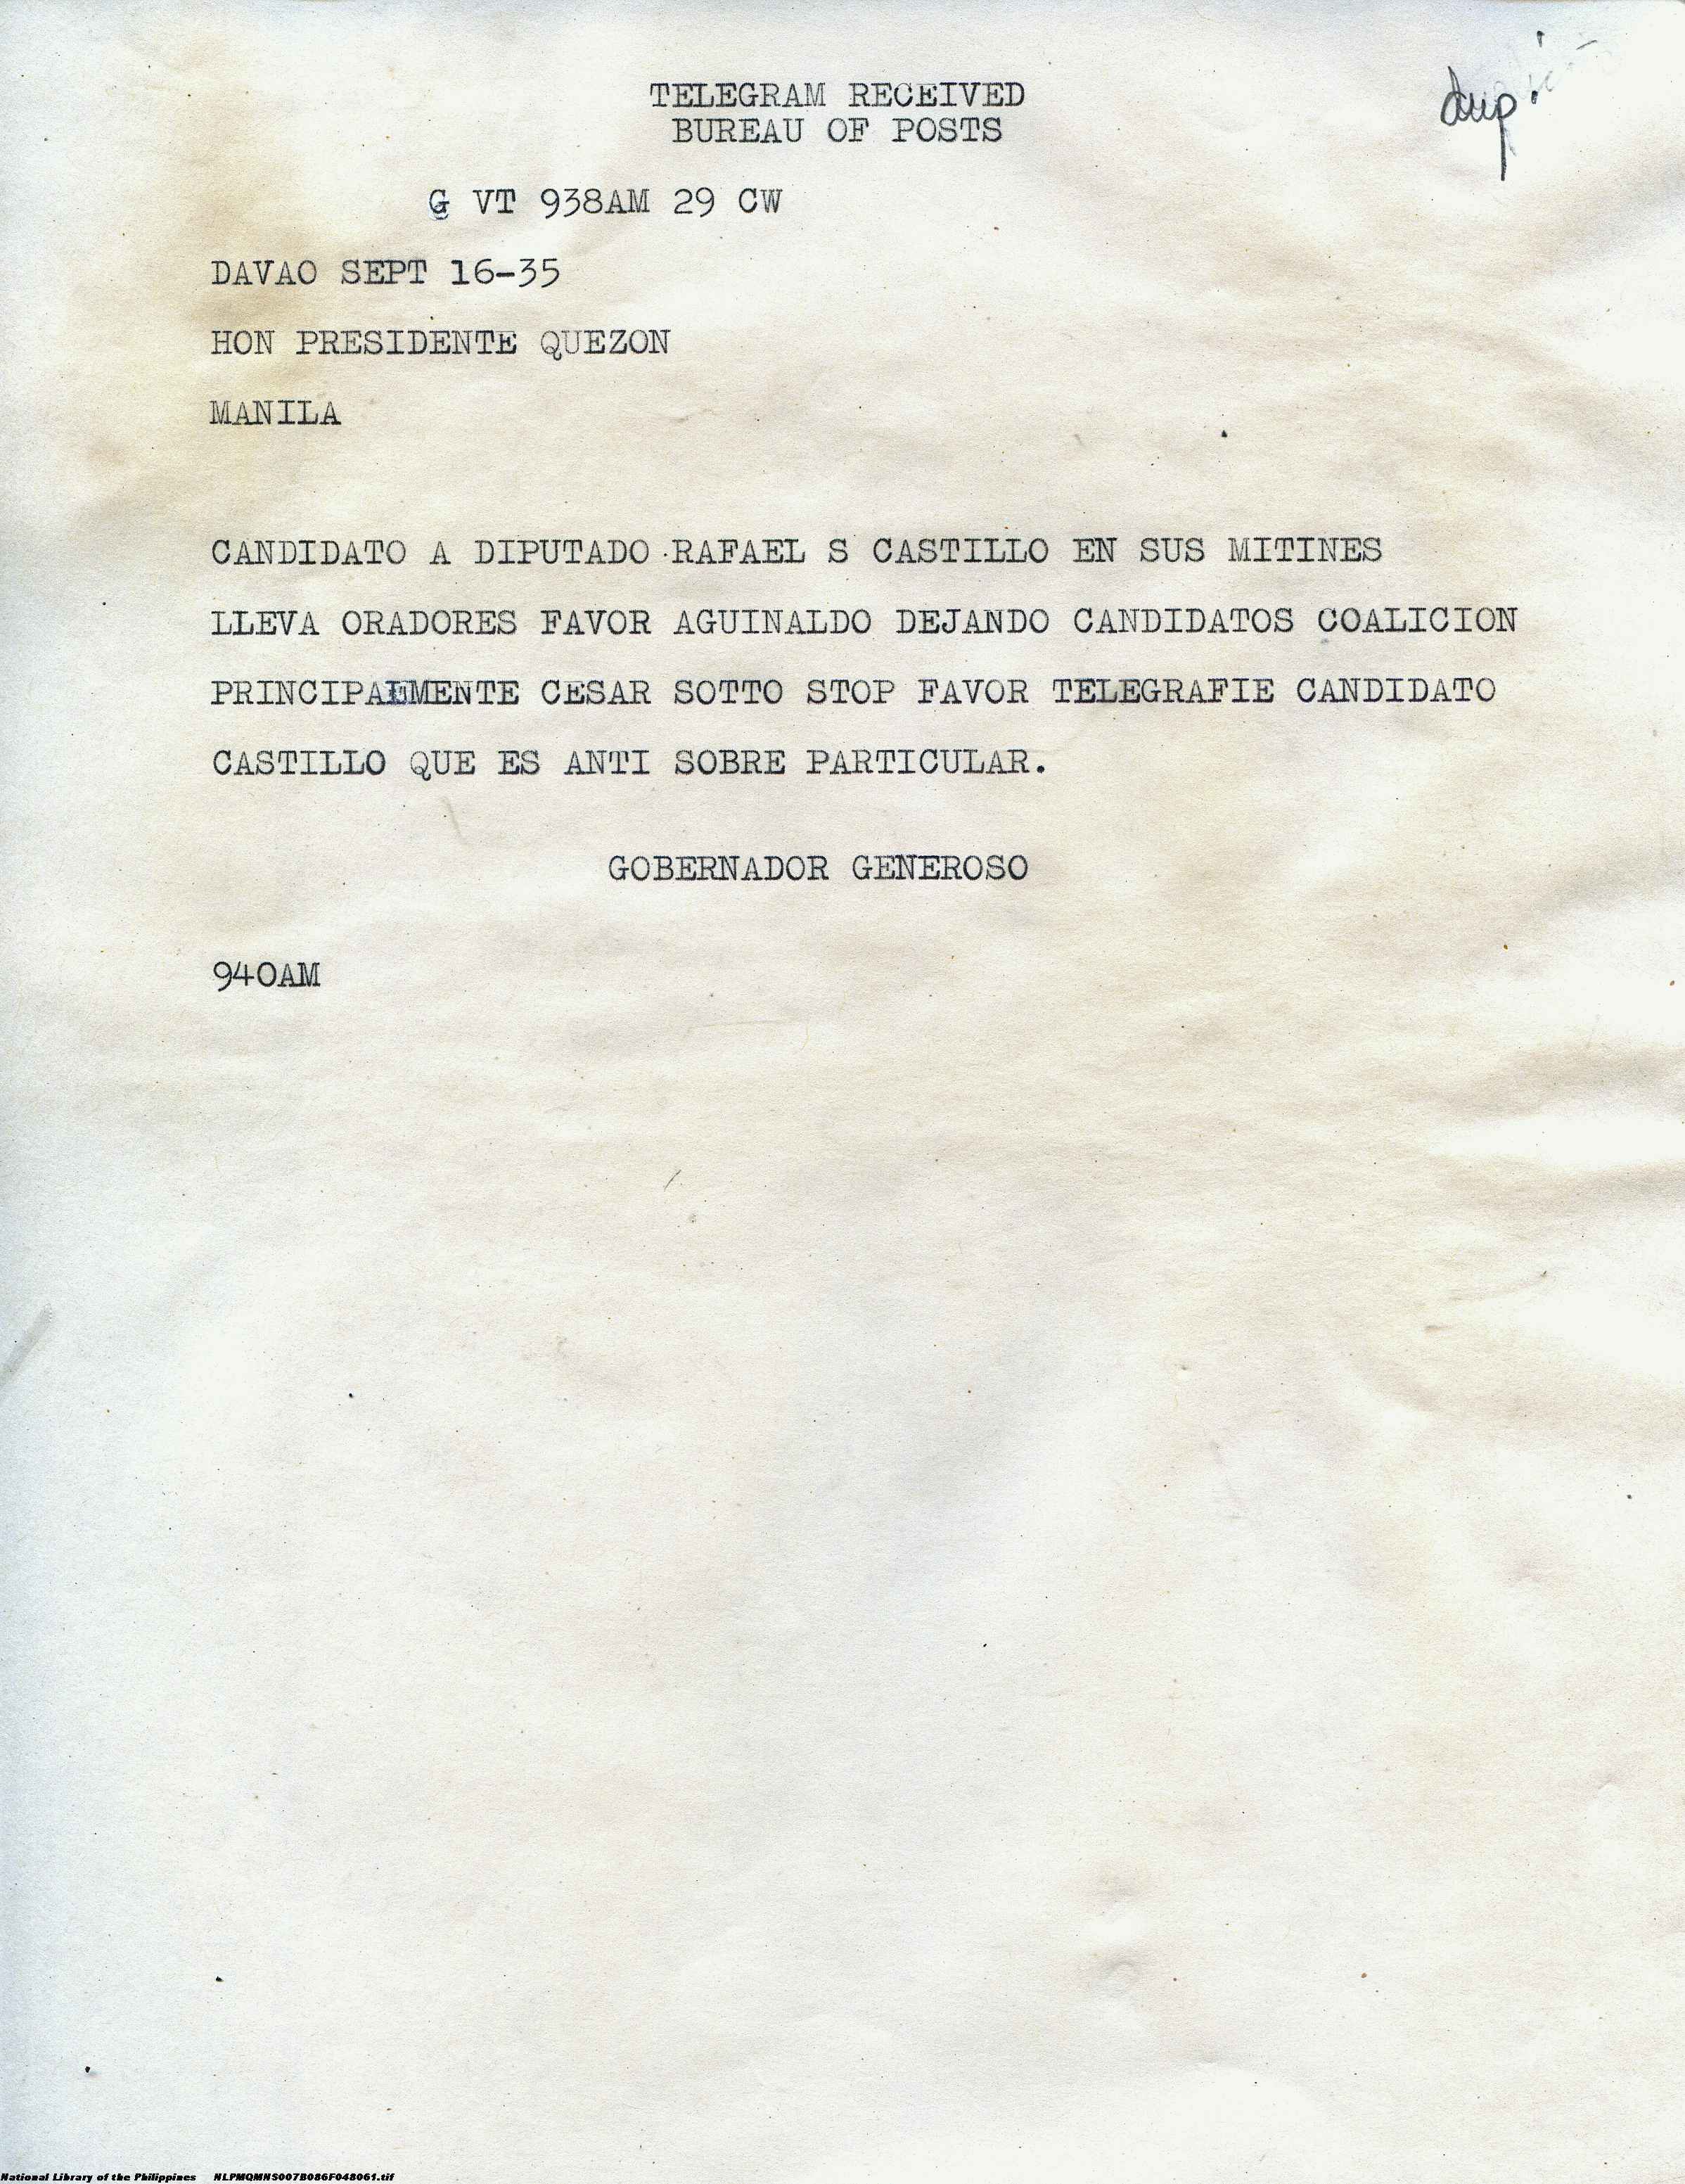 TELEGRAM RECEIVED
BUREAU OF POSTS
G VT 938AM 29 CW
DAVAO SEPT 16-35
HON PRESIDENTE QUEZON
MANILA
CANDIDATO A DIPUTADO RAFAEL S CASTILLO EN SUS MITINES
LLEVA ORADORES FAVOR AGUINALDO DEJANDO CANDIDATOS COALICION
PRINCIPALMENTE CESAR SOTTO STOP FAVOR TELEGRAFIE CANDIDATO
CASTILLO QUE ES ANTI SOBRE PARTICULAR.
GOBERNADOR GENEROSO
940AM
National Library of the Philippines NLPMQMNS007B086F048061.tif